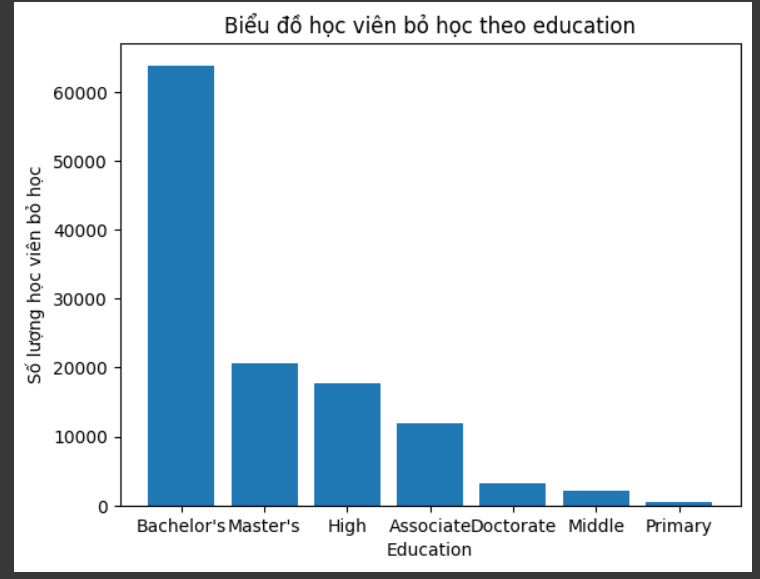 Biểu đồ học viên bỏ học theo education
Số lượng học viên bỏ học
60000
50000
40000
30000
20000
10000
0
Bachelor's Master's High Associate Doctorate Middle Primary
Education